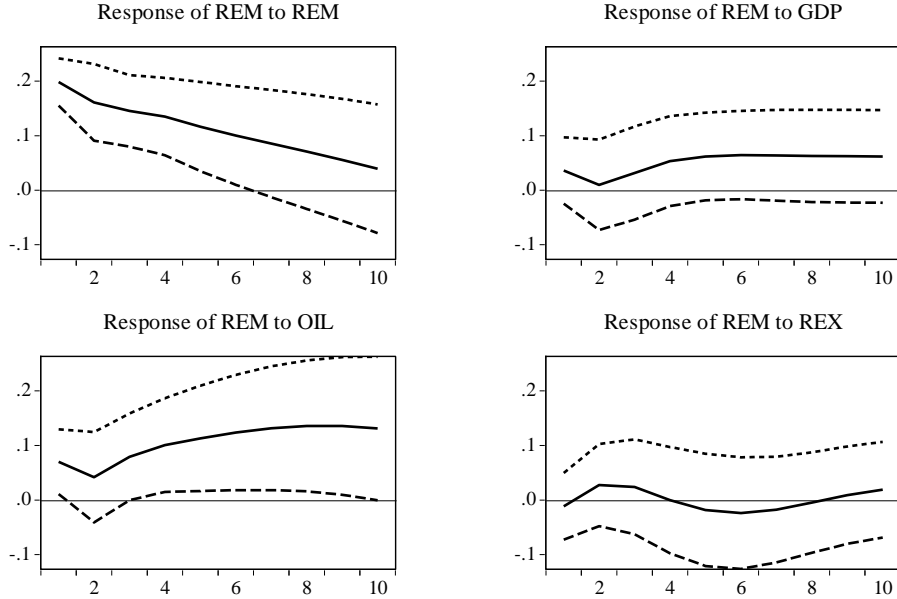 Response of REM to REM
.2
.1
.0
-.1
2 4 6 8 10
Response of REM to GDP
.2
.1
.0
-.1
2 4 6 8 10
Response of REM to OIL
.2
.1
.0
-.1
2 4 6 8 10
Response of REM to REX
.2
.1
.0
-.1
2 4 6 8 10